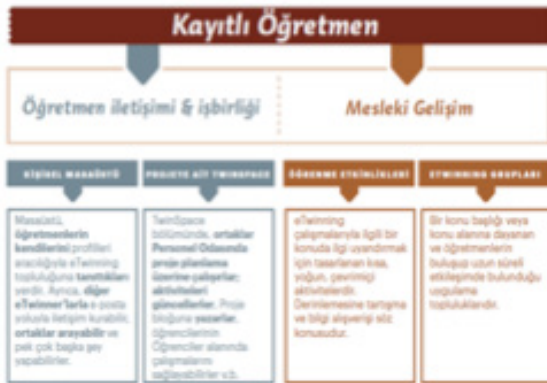 Kayıtlı Öğretmen
Öğretmen iletişimi & işbirliği
Mesleki Gelişim
KİŞİSEL MASAÜSTÜ
PROJEYE AİT TWINSPACE
ÖĞRENME ETKİNLİKLERİ
ETWINNING GRUPLARI
Masaüstü,
öğretmenlerin
kendilerini profilleri
aracılığıyla eTwinning
topluluğuna tanıttıkları
yerdir. Ayrıca, diğer
eTwinner'larla e-posta
yoluyla iletişim kurabilir,
ortaklar arayabilir ve
pek çok başka şey
yapabilirler.
TwinSpace
bölümünde, ortaklar
Personel Odasında
proje planlama
üzerine çalışırlar;
aktiviteleri
güncellerler. Proje
bloğuna yazarlar,
öğrencilerinin
Öğrenciler alanında
çalışmalarını
sağlayabilirler v.b.
eTwinning
çalışmalarıyla ilgili bir
konuda ilgi uyandırmak
için tasarlanan kısa,
yoğun, çevrimiçi
aktivitelerdir.
Derinlemesine tartışma
ve bilgi alışverişi söz
konusudur.
Bir konu başlığı veya
konu alanına dayanan
ve öğretmenlerin
buluşup uzun süreli
etkileşimde bulunduğu
uygulama
topluluklarıdır.